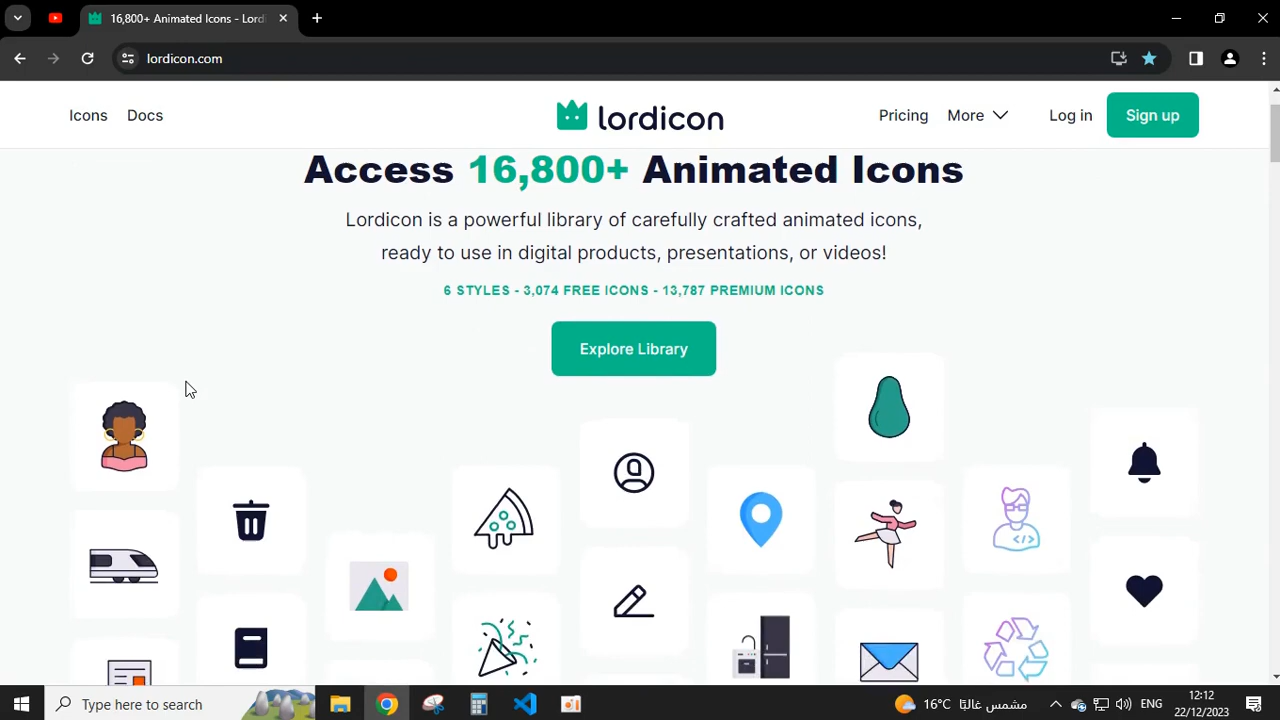 16,800+ Animated Icons - Lordi
lordicon.com
Icons
Docs
lordicon
Pricing
More
Log in
Sign up
Access 16,800+ Animated Icons
Lordicon is a powerful library of carefully crafted animated icons,
ready to use in digital products, presentations, or videos!
6 STYLES - 3,074 FREE ICONS - 13,787 PREMIUM ICONS
Explore Library
Type here to search
16°C مشمس غالبًا
ENG
12:12
22/12/2023